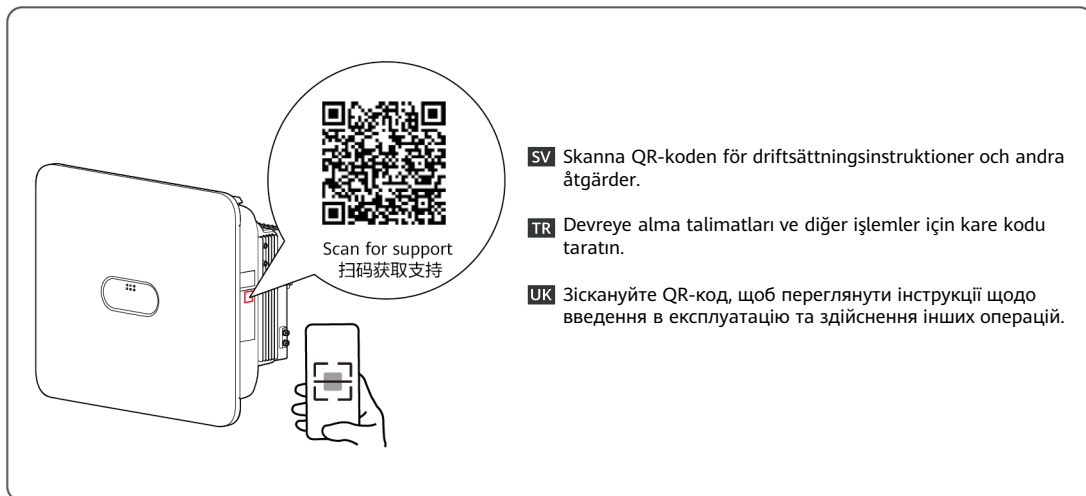 Scan for support
扫码获取支持
SV Skanna QR-koden för driftsättningsinstruktioner och andra
åtgärder.
TR Devreye alma talimatları ve diğer işlemler için kare kodu
taratın.
UK Зіскануйте QR-код, щоб переглянути інструкції щодо
введення в експлуатацію та здійснення інших операцій.